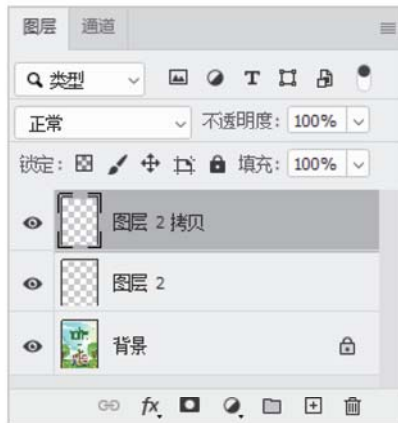 图层 通道
类型 T
正常 不透明度: 100%
锁定: 填充: 100%
图层 2 拷贝
图层 2
背景
fx